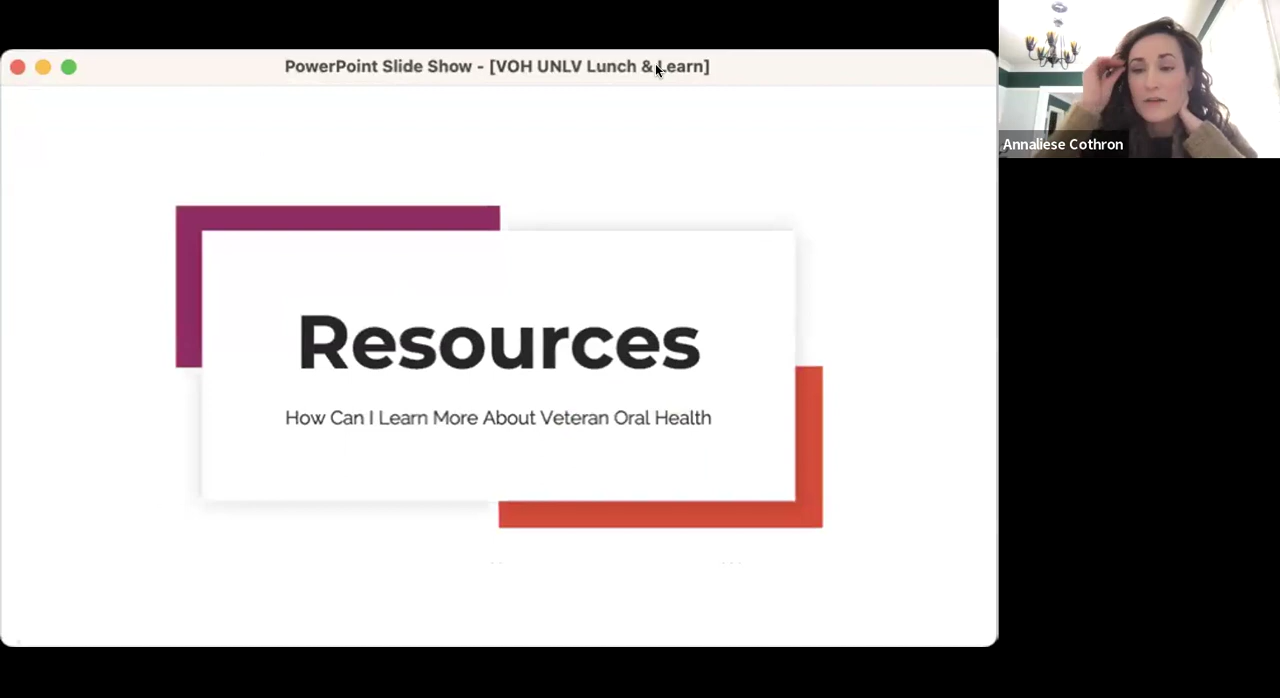 PowerPoint Slide Show - [VOH UNLV Lunch & Learn]
Annaliese Cothron
Resources
How Can I Learn More About Veteran Oral Health